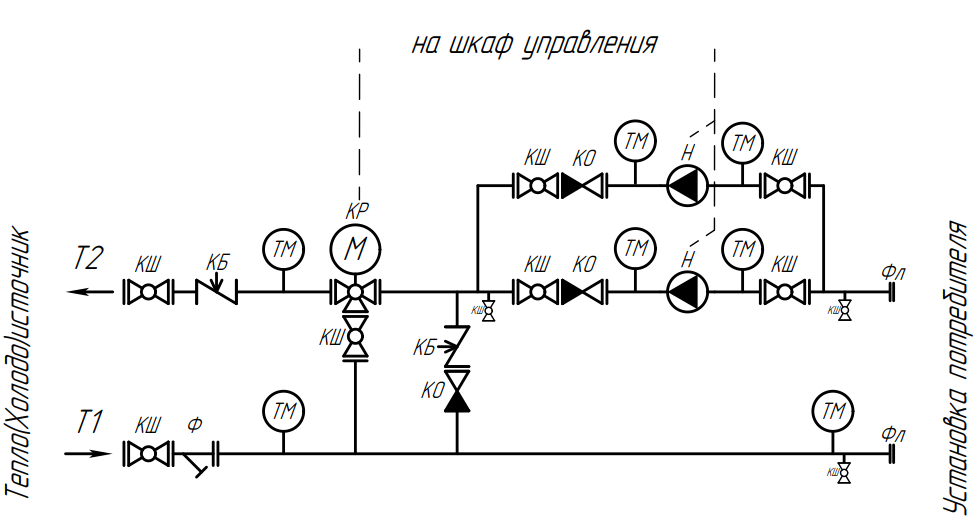 на шкаф управления
ТМ
Н
ТМ
КШ
КО
КШ
КР
М
ТМ
Н
ТМ
Т2
КШ
КБ
ТМ
КШ
КО
КШ
Фл
КШ
КШ
КШ
КБ
КО
Т1
КШ
Ф
ТМ
ТМ
Фл
КШ
Тепло(Холодо)источник
Установка потребителя